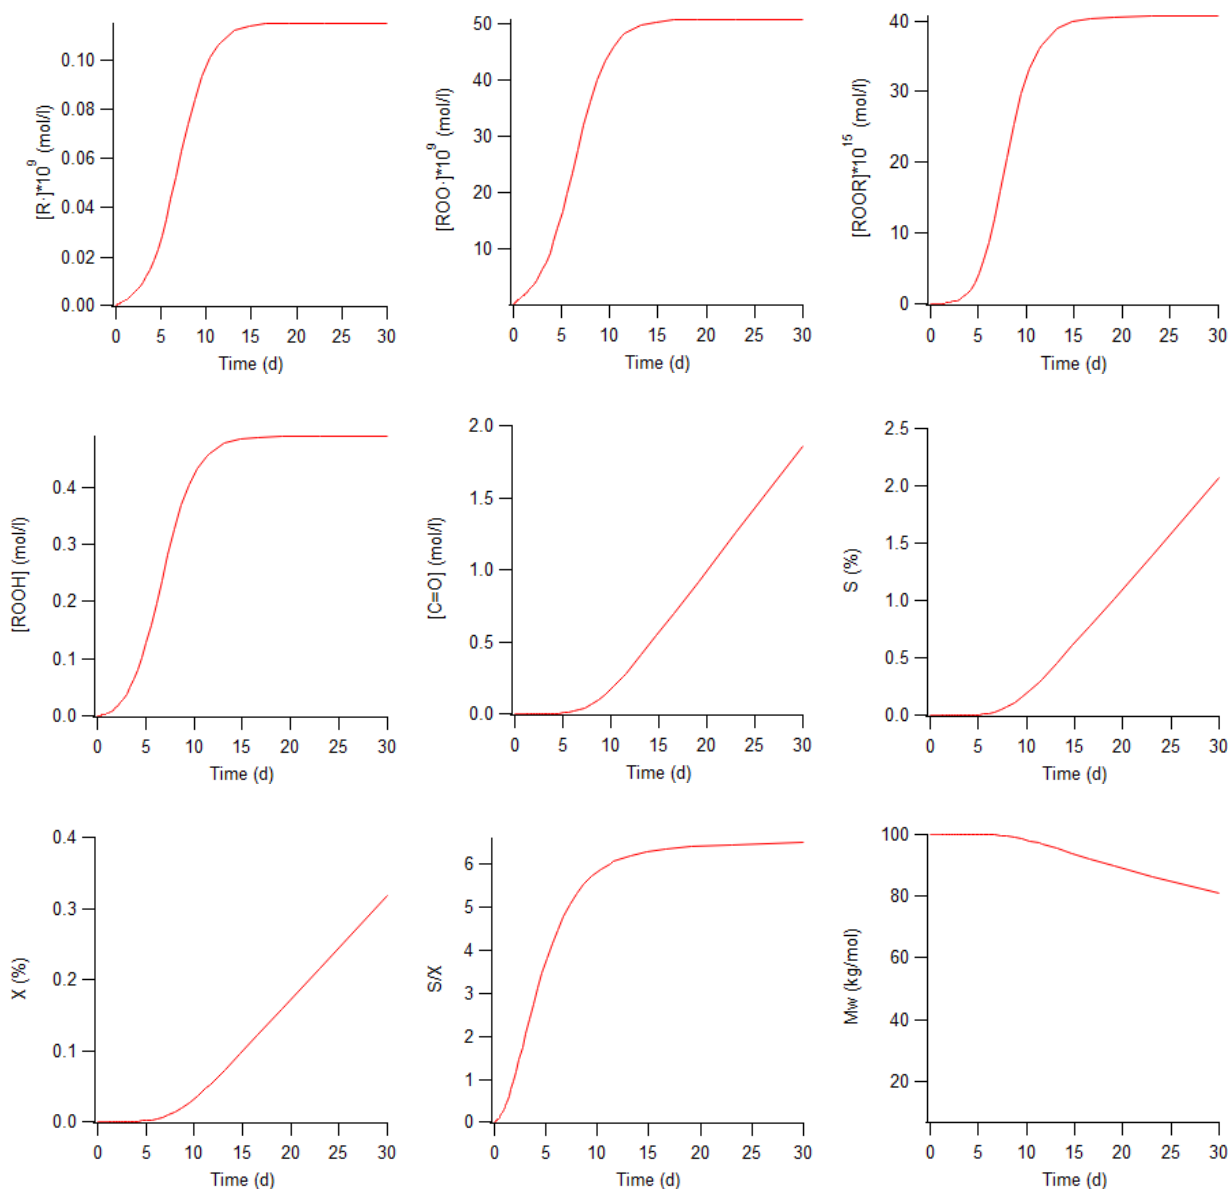 [R·]*10^9 (mol/l)
0.10
0.08
0.06
0.04
0.02
0.00
0 5 10 15 20 25 30
Time (d)
[ROO·]*10^9 (mol/l)
50
40
30
20
10
0 5 10 15 20 25 30
Time (d)
[ROOR]*10^15 (mol/l)
40
30
20
10
0
0 5 10 15 20 25 30
Time (d)
[ROOH] (mol/l)
0.4
0.3
0.2
0.1
0.0
0 5 10 15 20 25 30
Time (d)
[C=O] (mol/l)
2.0
1.5
1.0
0.5
0.0
0 5 10 15 20 25 30
Time (d)
S (%)
2.5
2.0
1.5
1.0
0.5
0.0
0 5 10 15 20 25 30
Time (d)
X (%)
0.4
0.3
0.2
0.1
0.0
0 5 10 15 20 25 30
Time (d)
S/X
6
5
4
3
2
1
0
0 5 10 15 20 25 30
Time (d)
Mw (kg/mol)
100
80
60
40
20
0 5 10 15 20 25 30
Time (d)